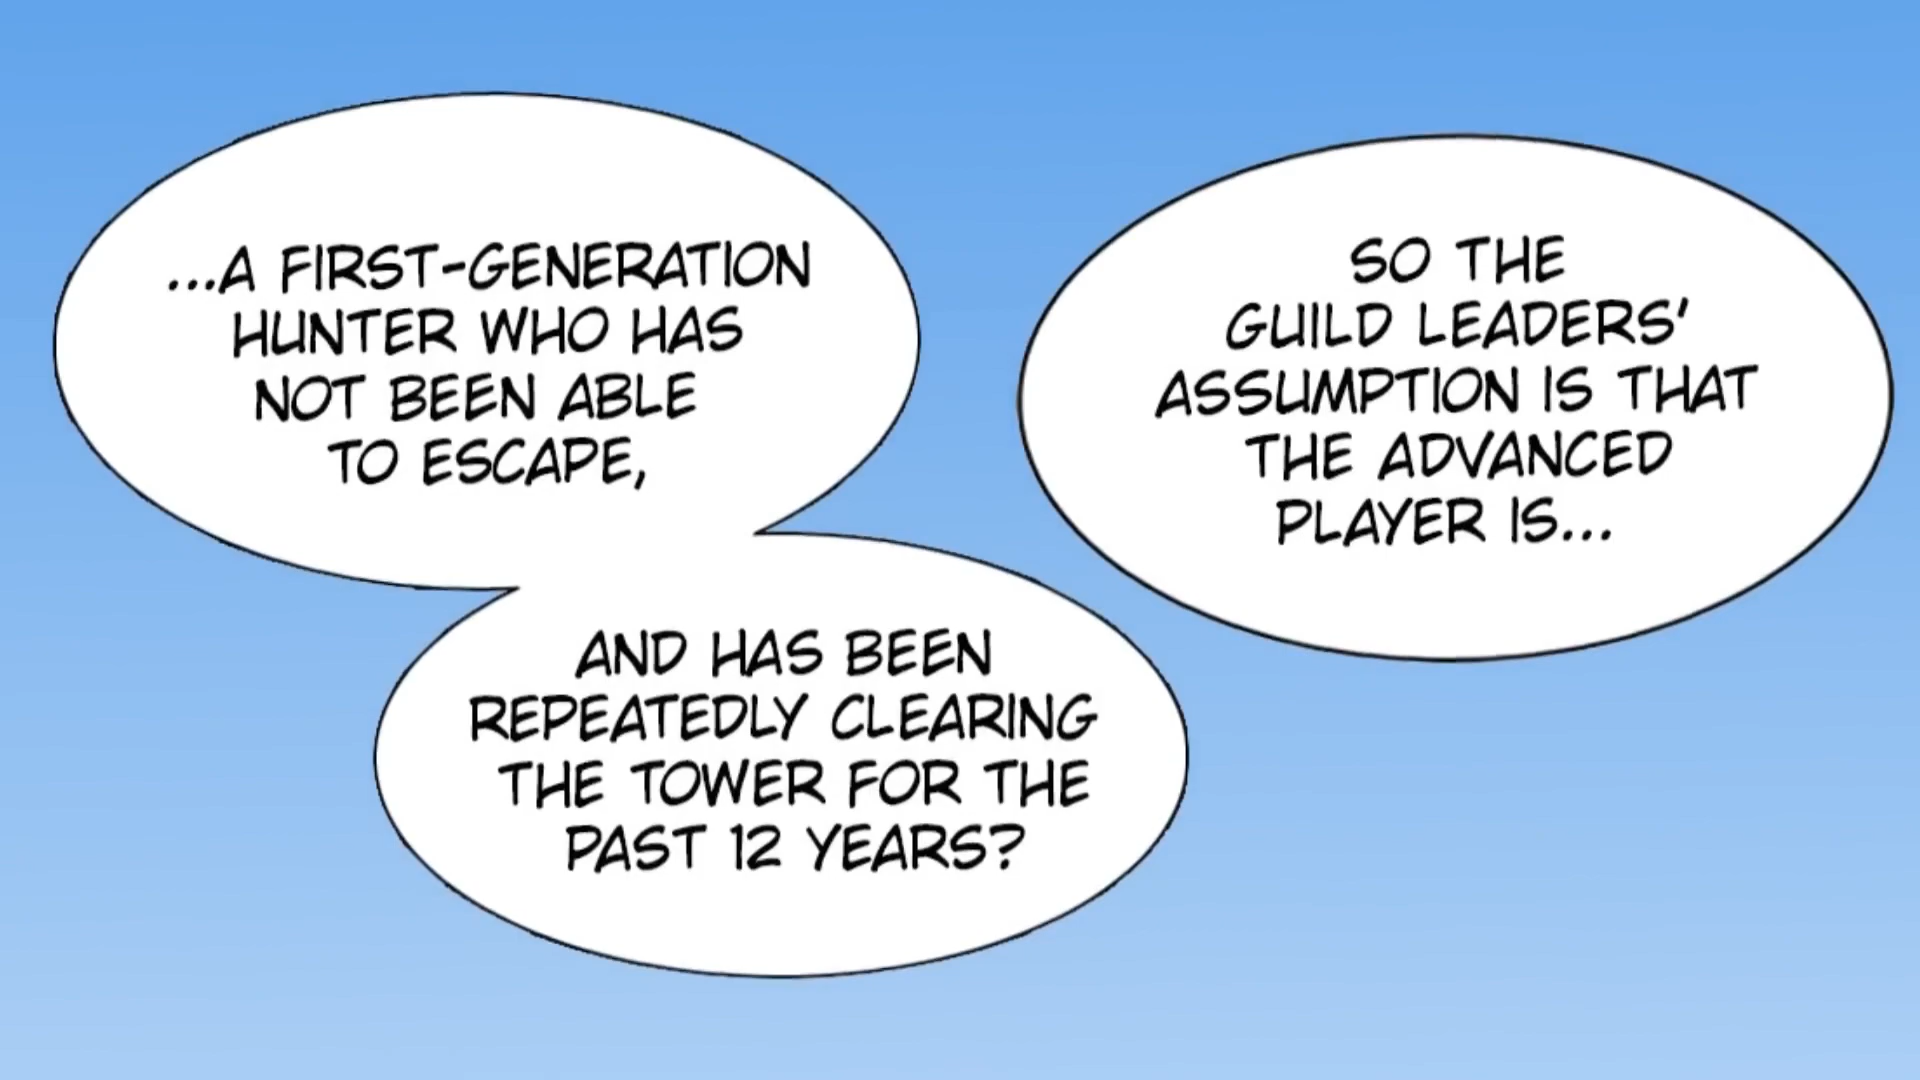 SO THE
GUILD LEADERS'
ASSUMPTION IS THAT
THE ADVANCED
PLAYER IS...
...A FIRST-GENERATION
HUNTER WHO HAS
NOT BEEN ABLE
TO ESCAPE,
AND HAS BEEN
REPEATEDLY CLEARING
THE TOWER FOR THE
PAST 12 YEARS?